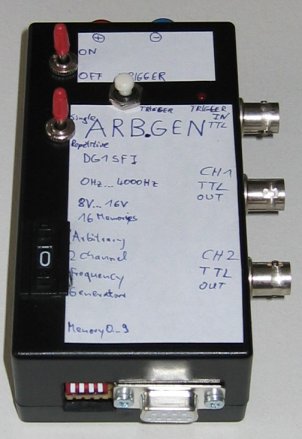 + −
ON
OFF TRIGGER
TRIGGER TRIGGER
Single IN
ARB.GEN TTL
Repetitive
DG1SFI
0Hz...4000Hz CH1
TTL
8V...16V OUT
16 Memories
Arbitrary
2 channel CH2
Frequency TTL
Generator OUT
0
Memory 0..9